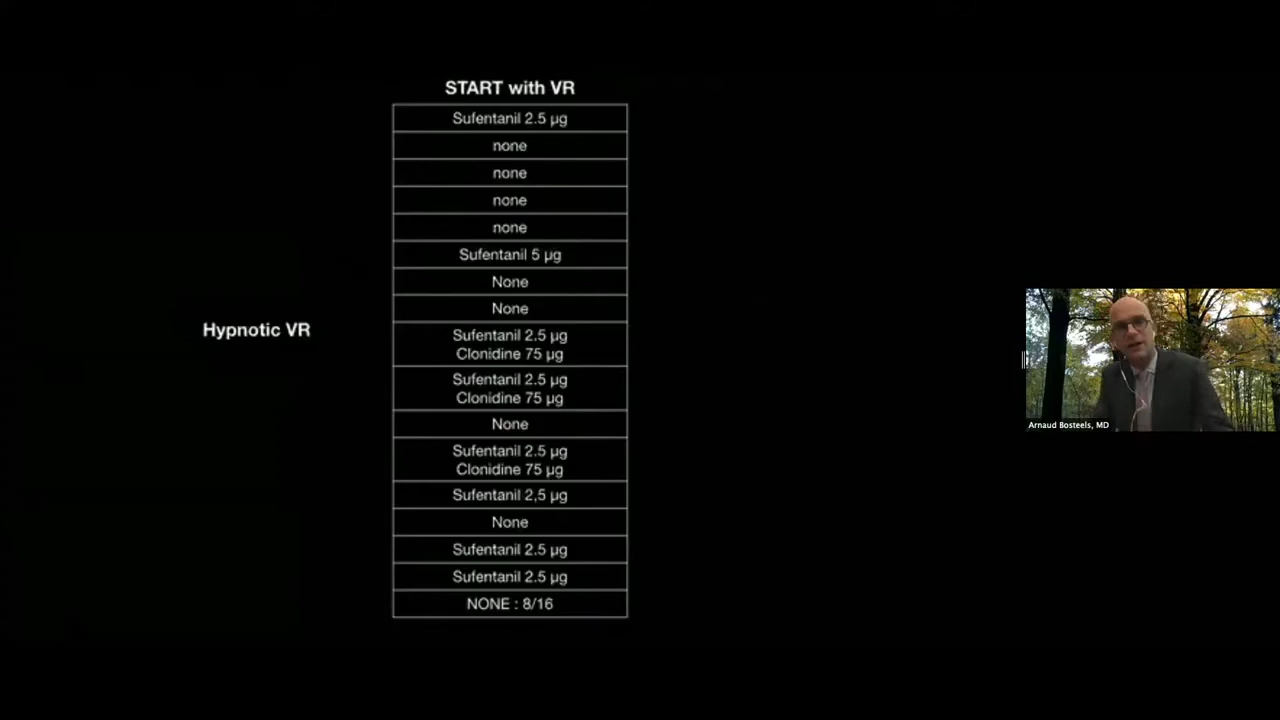 START with VR
Sufentanil 2.5 µg
none
none
none
none
Sufentanil 5 µg
None
None
Hypnotic VR
Sufentanil 2.5 µg
Clonidine 75 µg
Sufentanil 2.5 µg
Clonidine 75 µg
None
Sufentanil 2.5 µg
Clonidine 75 µg
Sufentanil 2,5 µg
None
Sufentanil 2.5 µg
Sufentanil 2.5 µg
NONE : 8/16
Arnaud Bosteels, MD